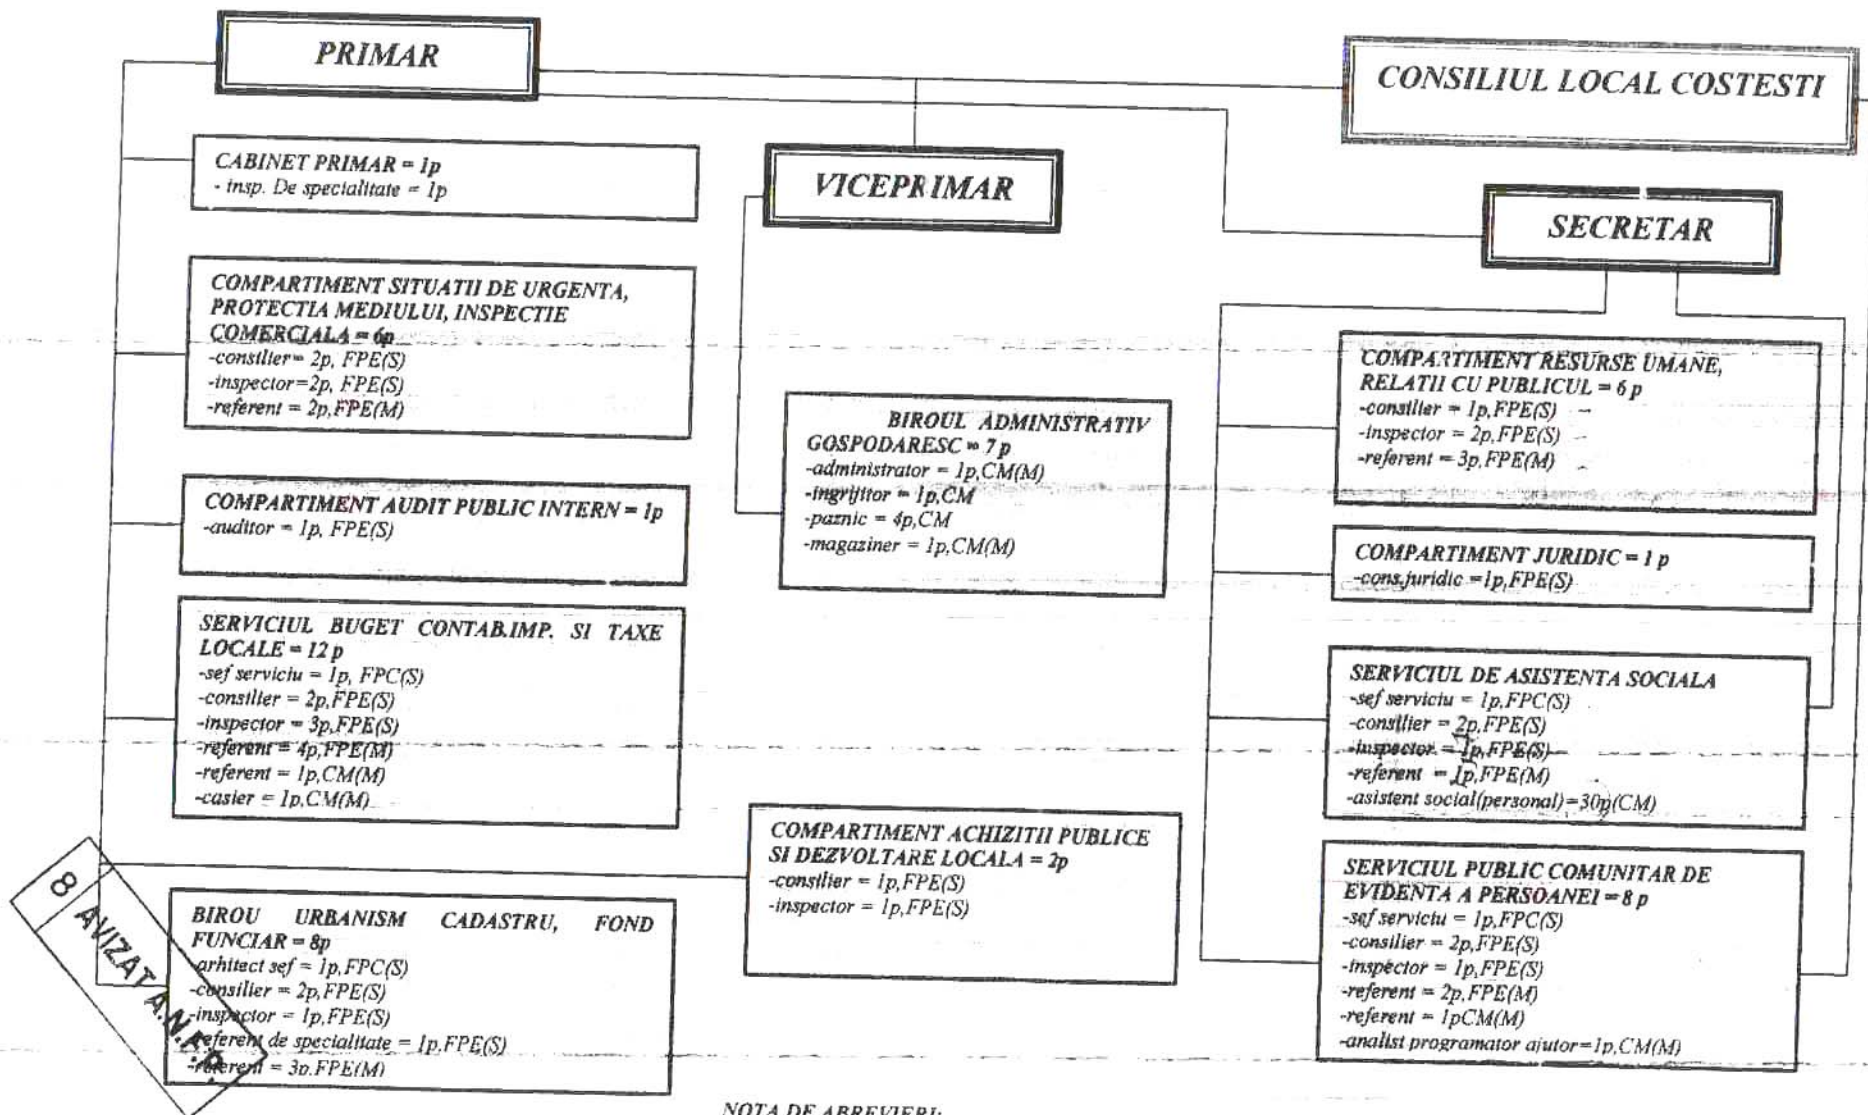 PRIMAR
CONSILIUL LOCAL COSTESTI
CABINET PRIMAR = 1p
- insp. De specialitate = 1p
VICEPRIMAR
SECRETAR
COMPARTIMENT SITUATII DE URGENTA,
PROTECTIA MEDIULUI, INSPECTIE
COMERCIALA = 6p
-consilier= 2p, FPE(S)
-inspector=2p, FPE(S)
-referent = 2p,FPE(M)
COMPARTIMENT AUDIT PUBLIC INTERN = 1p
-auditor = 1p, FPE(S)
SERVICIUL BUGET CONTAB.IMP. SI TAXE
LOCALE = 12 p
-sef serviciu = 1p, FPC(S)
-consilier = 2p,FPE(S)
-inspector = 3p,FPE(S)
-referent = 4p,FPE(M)
-referent = 1p,CM(M)
-casier = 1p,CM(M)
BIROU URBANISM CADASTRU, FOND
FUNCIAR = 8p
-arhitect sef = 1p,FPC(S)
-consilier = 2p,FPE(S)
-inspector = 1p,FPE(S)
-referent de specialitate = 1p,FPE(S)
-referent = 3p.FPE(M)
8 AVIZAT A.N.F.P.
BIROUL ADMINISTRATIV
GOSPODARESC = 7 p
-administrator = 1p,CM(M)
-ingrijitor = 1p,CM
-paznic = 4p,CM
-magaziner = 1p,CM(M)
COMPARTIMENT ACHIZITII PUBLICE
SI DEZVOLTARE LOCALA = 2p
-consilier = 1p,FPE(S)
-inspector = 1p,FPE(S)
COMPARTIMENT RESURSE UMANE,
RELATII CU PUBLICUL = 6 p
-consilier = 1p,FPE(S)
-inspector = 2p,FPE(S)
-referent = 3p,FPE(M)
COMPARTIMENT JURIDIC = 1 p
-cons.juridic =1p,FPE(S)
SERVICIUL DE ASISTENTA SOCIALA
-sef serviciu = 1p,FPC(S)
-consilier = 2p,FPE(S)
-inspector = 1p,FPE(S)
-referent = 1p,FPE(M)
-asistent social(personal)=30p(CM)
SERVICIUL PUBLIC COMUNITAR DE
EVIDENTA A PERSOANEI = 8 p
-sef serviciu = 1p,FPC(S)
-consilier = 2p,FPE(S)
-inspector = 1p,FPE(S)
-referent = 2p,FPE(M)
-referent = 1pCM(M)
-analist programator ajutor=1p,CM(M)
NOTA DE ABREVIERI: